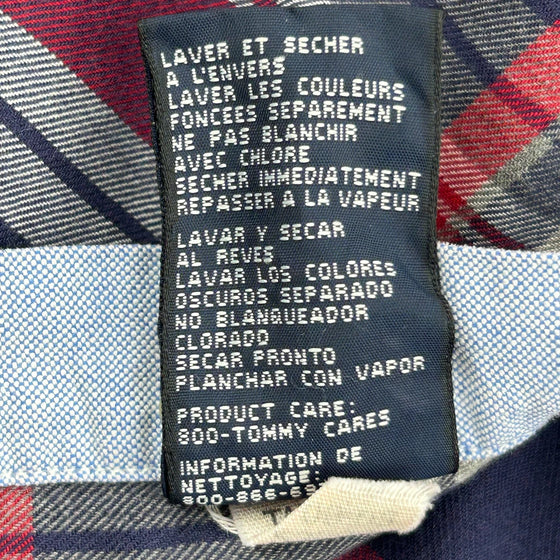 LAVER ET SECHER
A L'ENVERS
LAVER LES COULEURS
FONCEES SEPAREMENT
NE PAS BLANCHIR
AVEC CHLORE
SECHER IMMEDIATEMENT
REPASSER A LA VAPEUR
LAVAR Y SECAR
AL REVES
LAVAR LOS COLORES
OSCUROS SEPARADO
NO BLANQUEADOR
CLORADO
SECAR PRONTO
PLANCHAR CON VAPOR
PRODUCT CARE:
800-TOMMY CARES
INFORMATION DE
NETTOYAGE: